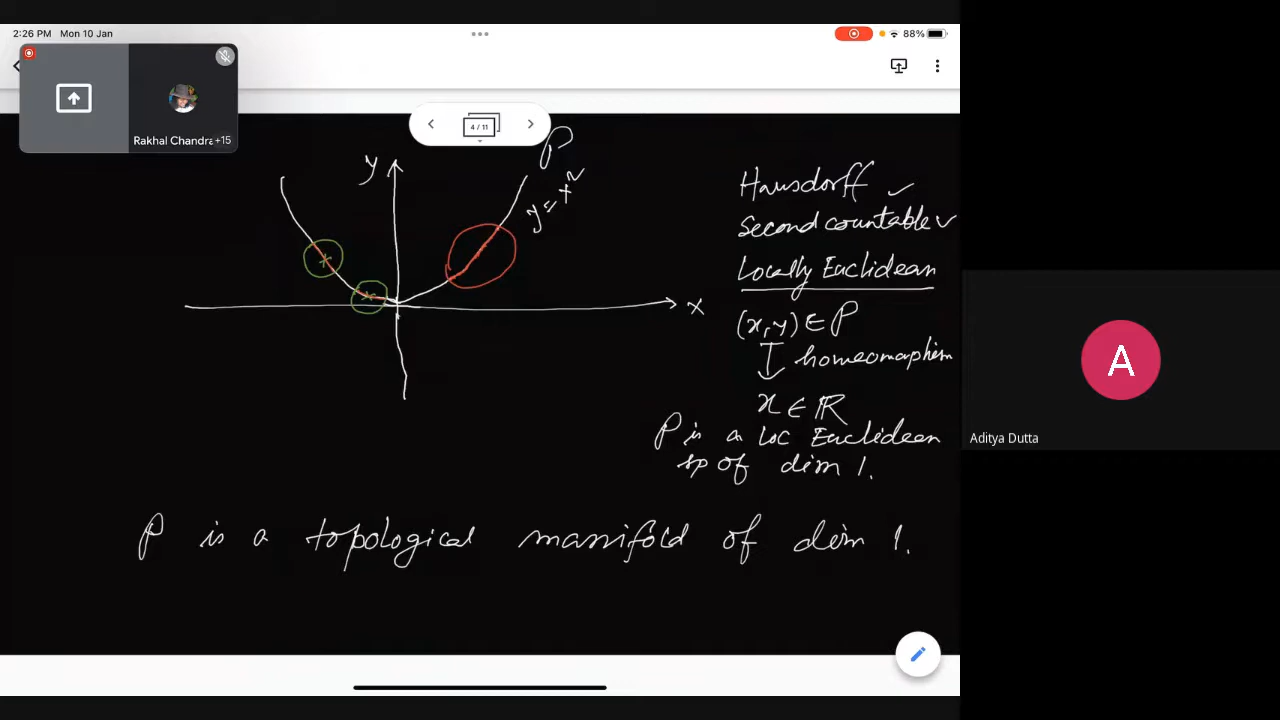 2:26 PM Mon 10 Jan
88%
Rakhal Chandra +15
4 / 11
P
y
y = x²
x
Hausdorff ✓
Second countable ✓
Locally Euclidean
(x, y) ∈ P
homeomorphism
x ∈ ℝ
P is a Loc Euclidean
sp of dim 1.
P is a topological manifold of dim 1.
A
Aditya Dutta